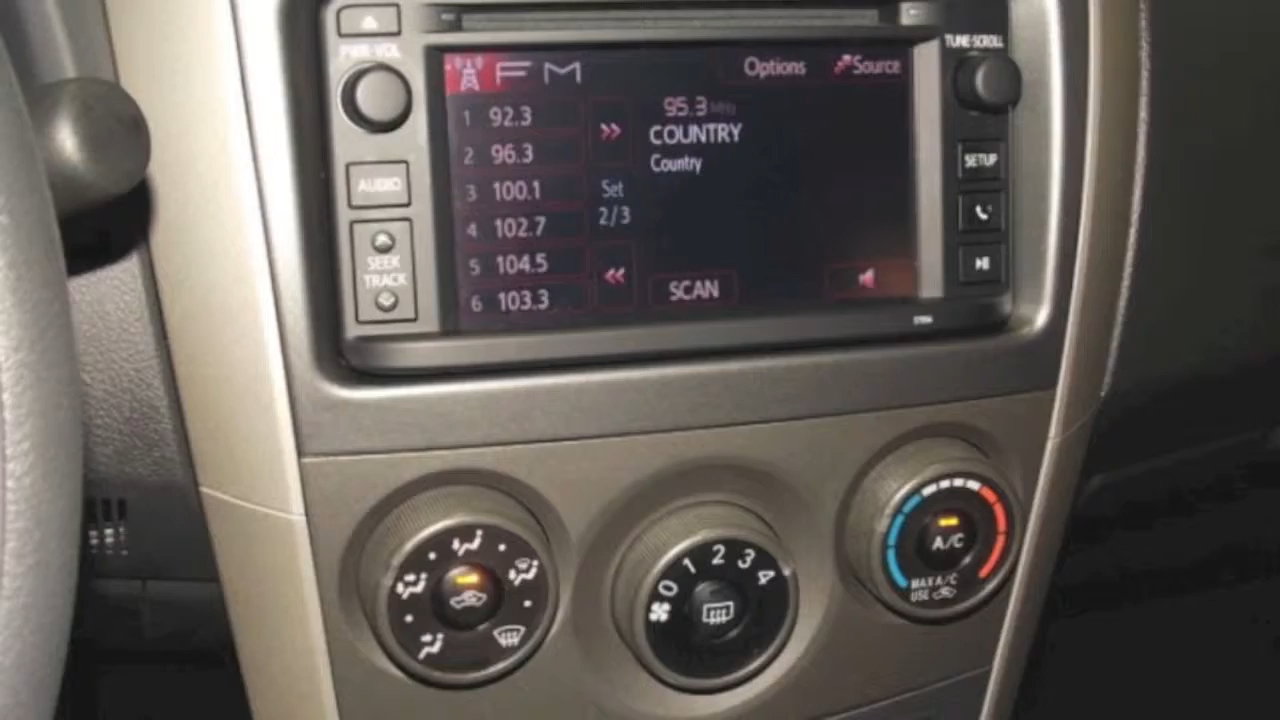 PWR·VOL
TUNE·SCROLL
FM
Options
Source
1 92.3
2 96.3
3 100.1
4 102.7
5 104.5
6 103.3
>>
Set
2/3
<<
95.3 MHz
COUNTRY
Country
SCAN
AUDIO
SEEK
TRACK
SETUP
0 1 2 3 4
A/C
MAX A/C
USE